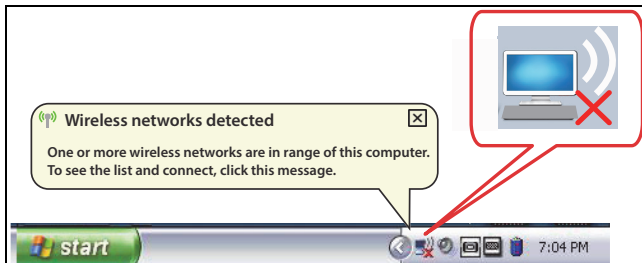 Wireless networks detected
One or more wireless networks are in range of this computer.
To see the list and connect, click this message.
start
7:04 PM